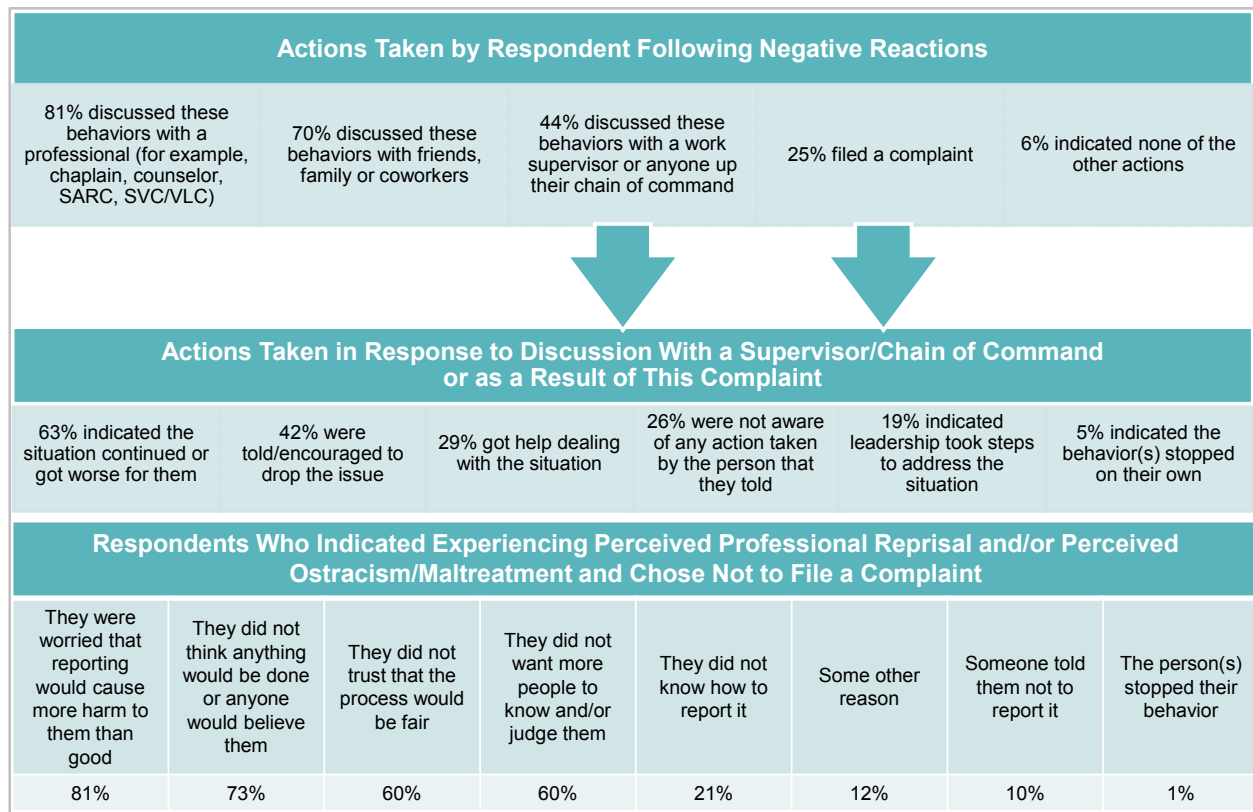 Actions Taken by Respondent Following Negative Reactions
81% discussed these
behaviors with a
professional (for example,
chaplain, counselor,
SARC, SVC/VLC)
70% discussed these
behaviors with friends,
family or coworkers
44% discussed these
behaviors with a work
supervisor or anyone up
their chain of command
25% filed a complaint
6% indicated none of the
other actions
Actions Taken in Response to Discussion With a Supervisor/Chain of Command
or as a Result of This Complaint
63% indicated the
situation continued or
got worse for them
42% were
told/encouraged to
drop the issue
29% got help dealing
with the situation
26% were not aware
of any action taken
by the person that
they told
19% indicated
leadership took steps
to address the
situation
5% indicated the
behavior(s) stopped
on their own
Respondents Who Indicated Experiencing Perceived Professional Reprisal and/or Perceived
Ostracism/Maltreatment and Chose Not to File a Complaint
They were
worried that
reporting
would cause
more harm to
them than
good
They did not
think anything
would be done
or anyone
would believe
them
They did not
trust that the
process would
be fair
They did not
want more
people to
know and/or
judge them
They did not
know how to
report it
Some other
reason
Someone told
them not to
report it
The person(s)
stopped their
behavior
81%
73%
60%
60%
21%
12%
10%
1%